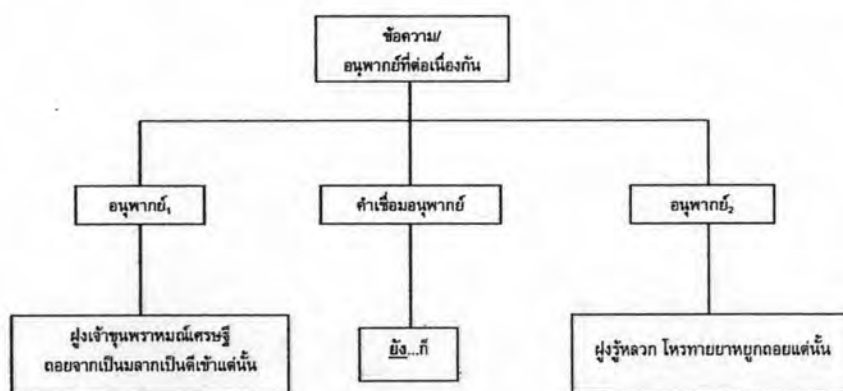 ข้อความ/
อนุพากย์ที่ต่อเนื่องกัน
อนุพากย์₁
คำเชื่อมอนุพากย์
อนุพากย์₂
ฝูงเจ้าขุนพราหมณ์เศรษฐี
ถอยจากเป็นมลากเป็นดีเข้าแต่นั้น
ยัง...ก็
ฝูงรู้หลวก โหรทายยาหยูกถอยแต่นั้น